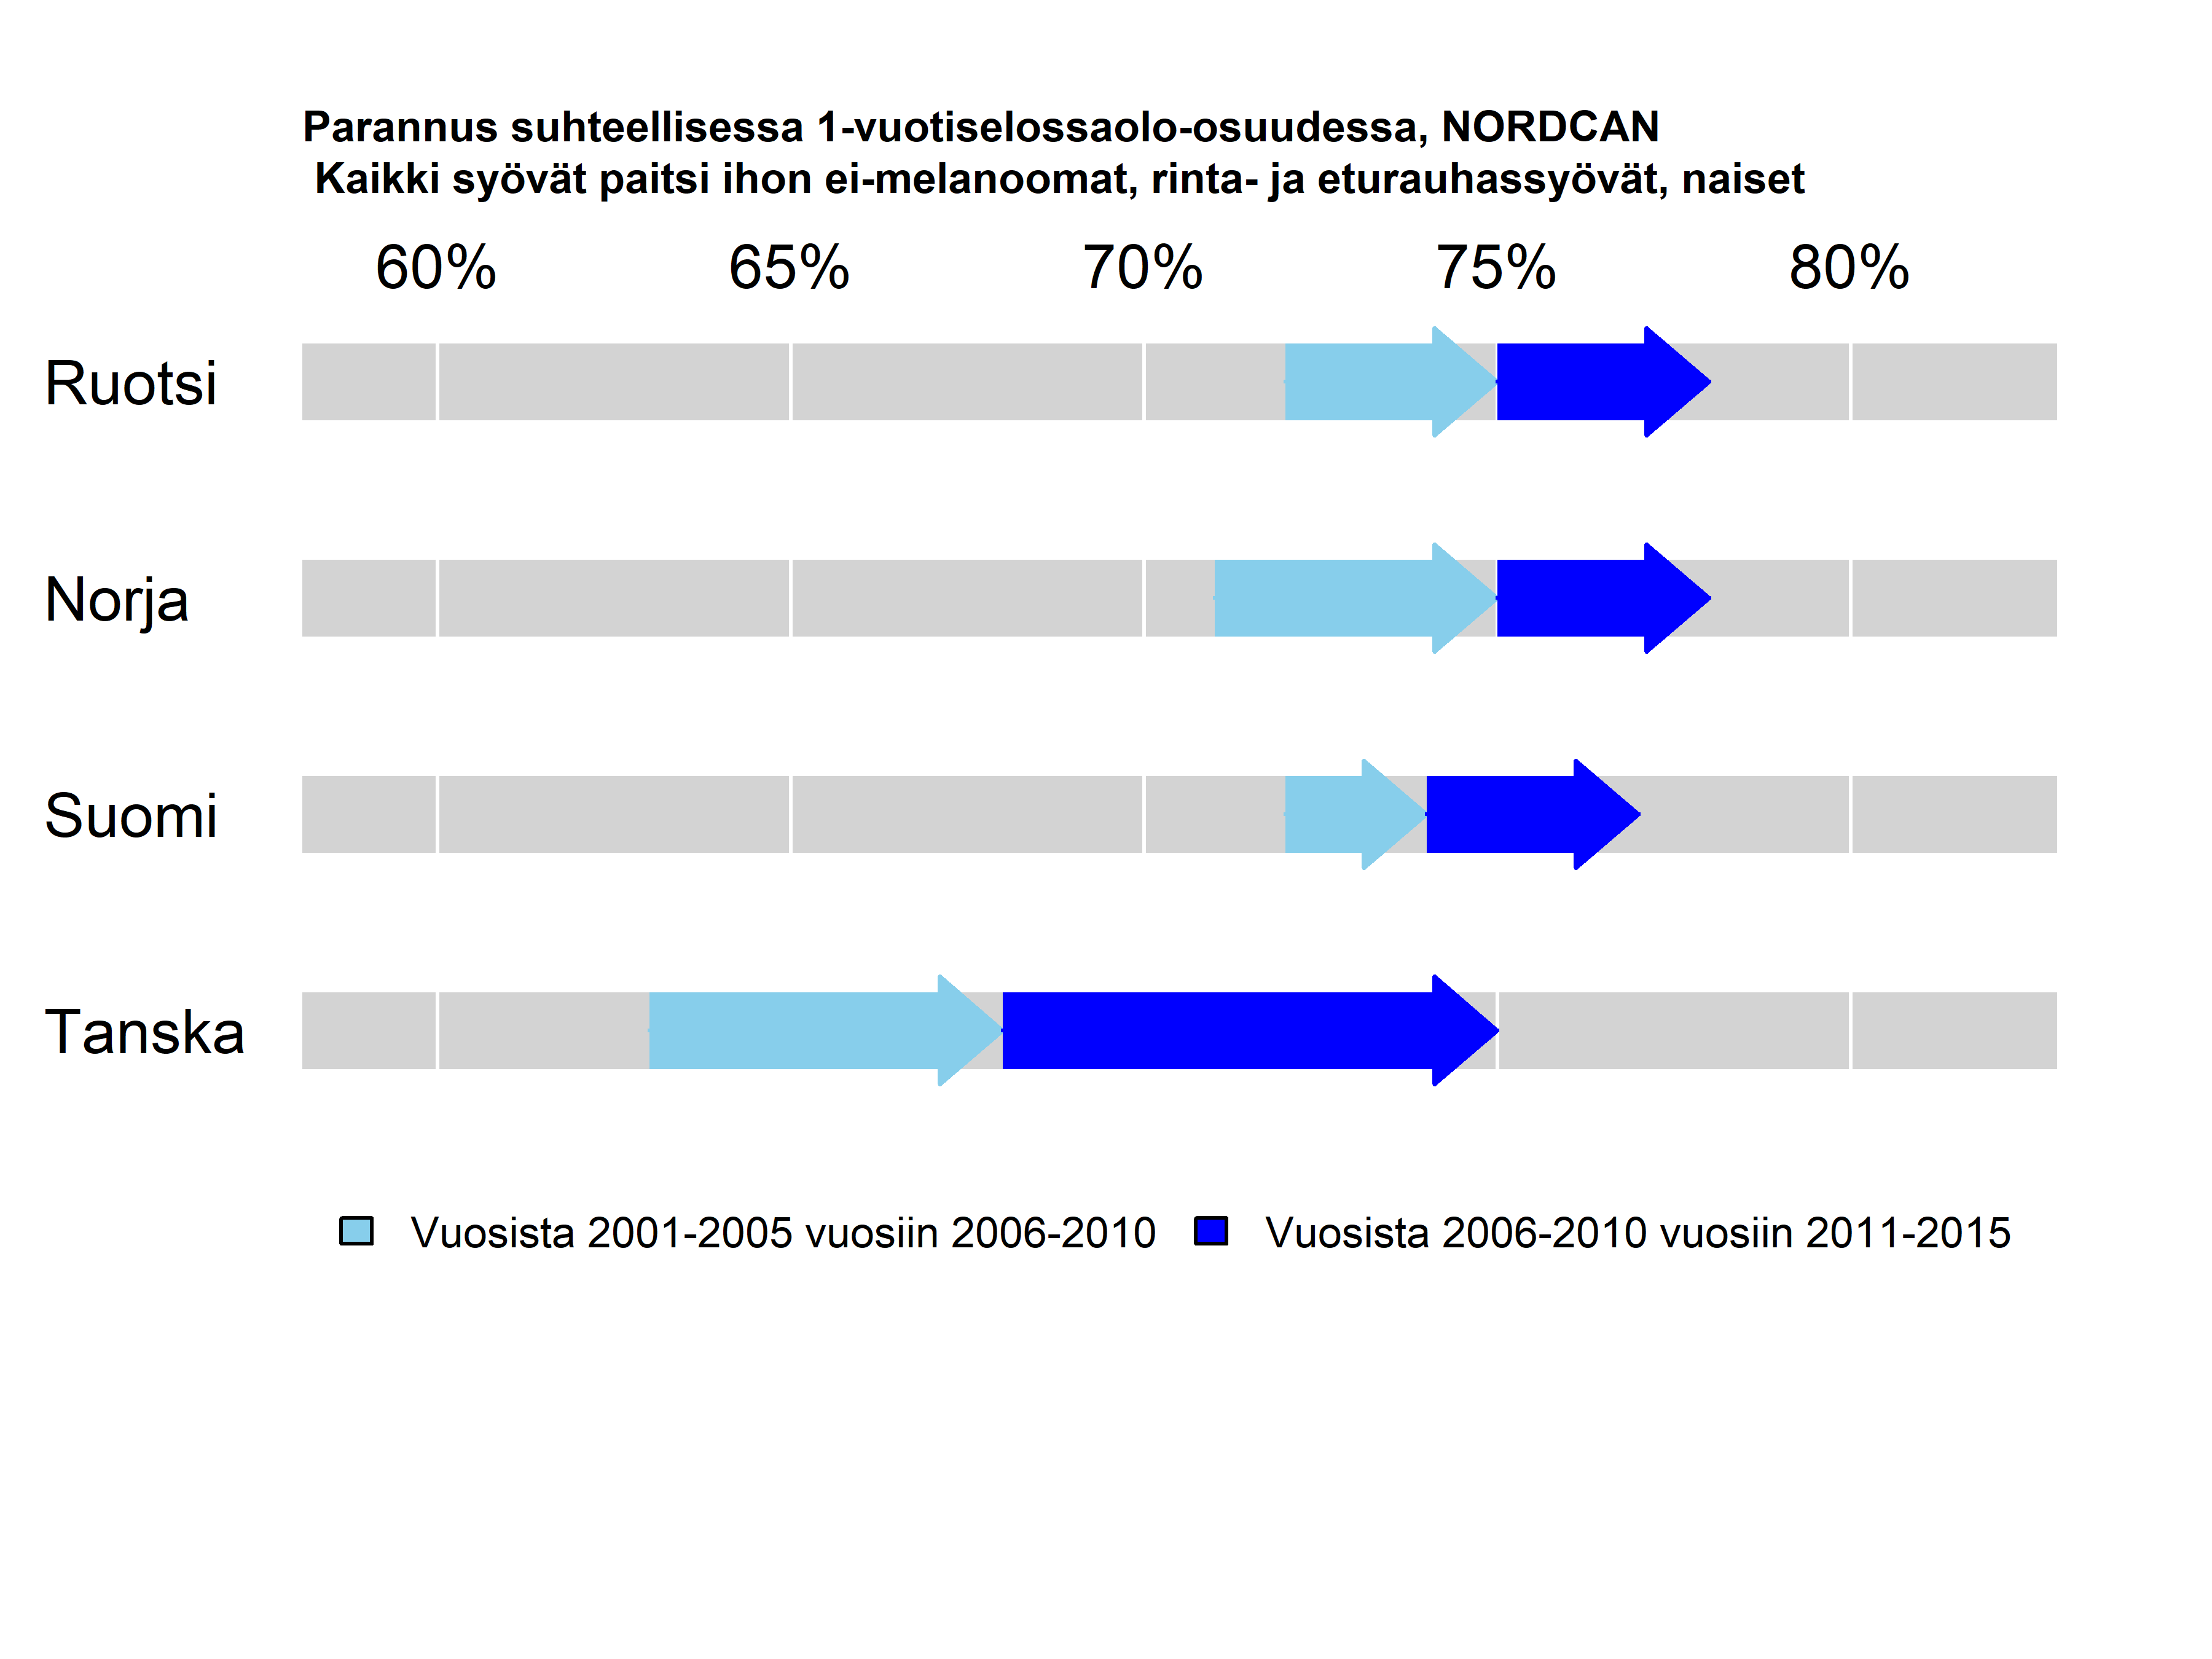 Parannus suhteellisessa 1-vuotiselossaolo-osuudessa, NORDCAN
Kaikki syövät paitsi ihon ei-melanoomat, rinta- ja eturauhassyövät, naiset
60% 65% 70% 75% 80%
Ruotsi
Norja
Suomi
Tanska
Vuosista 2001-2005 vuosiin 2006-2010 Vuosista 2006-2010 vuosiin 2011-2015